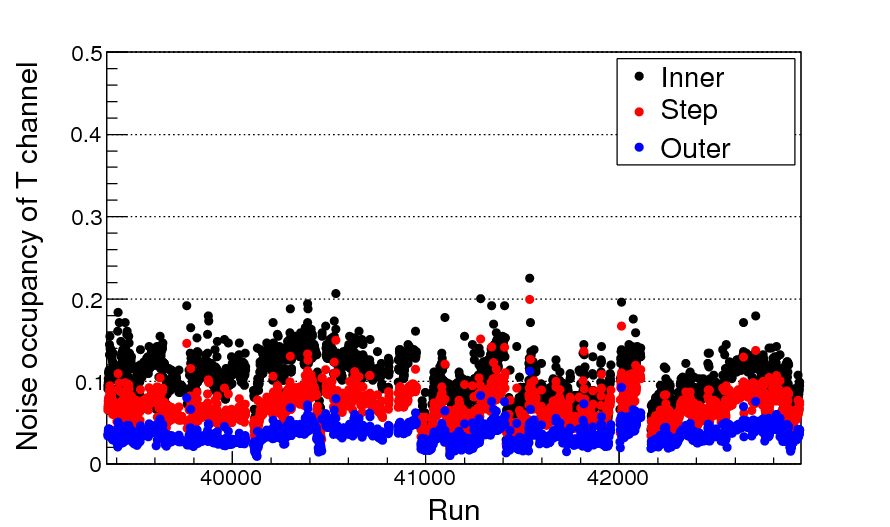 Noise occupancy of T channel
0.5
0.4
0.3
0.2
0.1
0
Inner
Step
Outer
40000 41000 42000
Run